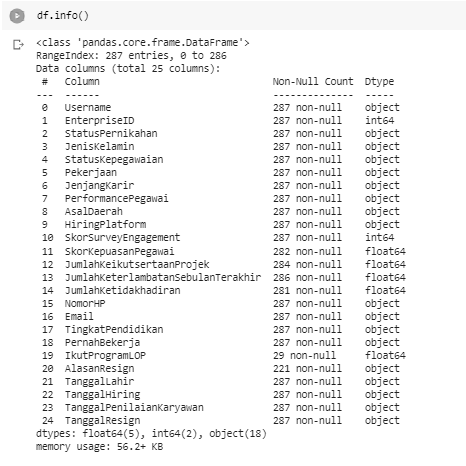 df.info()
<class 'pandas.core.frame.DataFrame'>
RangeIndex: 287 entries, 0 to 286
Data columns (total 25 columns):
 #   Column                               Non-Null Count  Dtype
---  ------                               --------------  -----
 0   Username                             287 non-null    object
 1   EnterpriseID                         287 non-null    int64
 2   StatusPernikahan                     287 non-null    object
 3   JenisKelamin                         287 non-null    object
 4   StatusKepegawaian                    287 non-null    object
 5   Pekerjaan                            287 non-null    object
 6   JenjangKarir                         287 non-null    object
 7   PerformancePegawai                   287 non-null    object
 8   AsalDaerah                           287 non-null    object
 9   HiringPlatform                       287 non-null    object
 10  SkorSurveyEngagement                 287 non-null    int64
 11  SkorKepuasanPegawai                  282 non-null    float64
 12  JumlahKeikutsertaanProjek            284 non-null    float64
 13  JumlahKeterlambatanSebulanTerakhir   286 non-null    float64
 14  JumlahKetidakhadiran                 281 non-null    float64
 15  NomorHP                              287 non-null    object
 16  Email                                287 non-null    object
 17  TingkatPendidikan                    287 non-null    object
 18  PernahBekerja                        287 non-null    object
 19  IkutProgramLOP                       29 non-null     float64
 20  AlasanResign                         221 non-null    object
 21  TanggalLahir                         287 non-null    object
 22  TanggalHiring                        287 non-null    object
 23  TanggalPenilaianKaryawan             287 non-null    object
 24  TanggalResign                        287 non-null    object
dtypes: float64(5), int64(2), object(18)
memory usage: 56.2+ KB